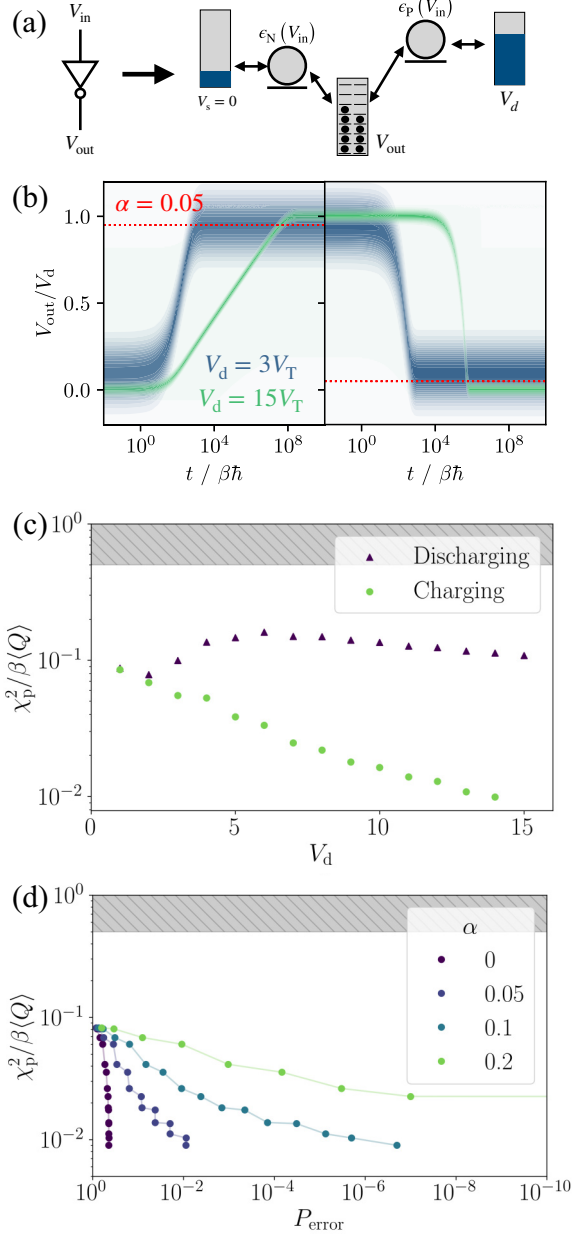 (a)
V_in
V_out
V_s = 0
ϵ_N (V_in)
ϵ_P (V_in)
V_out
V_d
(b)
α = 0.05
V_d = 3V_T
V_d = 15V_T
V_out/V_d
1.0
0.5
0.0
10^0 10^4 10^8
10^0 10^4 10^8
t / βħ
t / βħ
(c)
Discharging
Charging
χ_p^2/β⟨Q⟩
10^0
10^-1
10^-2
0 5 10 15
V_d
(d)
α
0
0.05
0.1
0.2
χ_p^2/β⟨Q⟩
10^0
10^-1
10^-2
10^0 10^-2 10^-4 10^-6 10^-8 10^-10
P_error